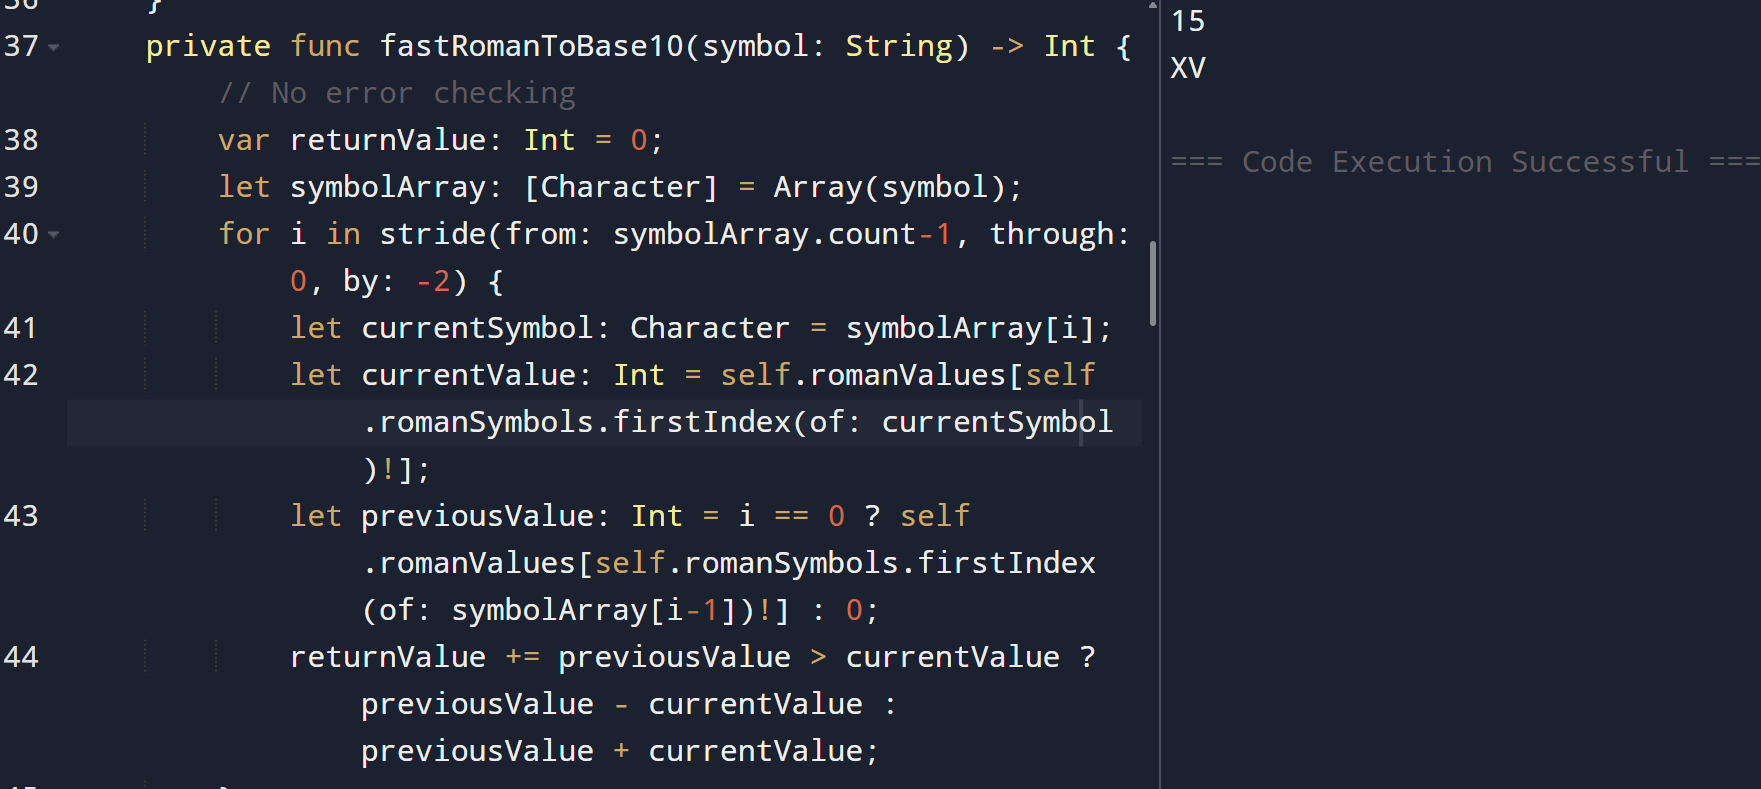 }
37 private func fastRomanToBase10(symbol: String) -> Int {
// No error checking
38 var returnValue: Int = 0;
39 let symbolArray: [Character] = Array(symbol);
40 for i in stride(from: symbolArray.count-1, through:
0, by: -2) {
41 let currentSymbol: Character = symbolArray[i];
42 let currentValue: Int = self.romanValues[self
.romanSymbols.firstIndex(of: currentSymbol
)!];
43 let previousValue: Int = i == 0 ? self
.romanValues[self.romanSymbols.firstIndex
(of: symbolArray[i-1])!] : 0;
44 returnValue += previousValue > currentValue ?
previousValue - currentValue :
previousValue + currentValue;
15
XV
=== Code Execution Successful ===